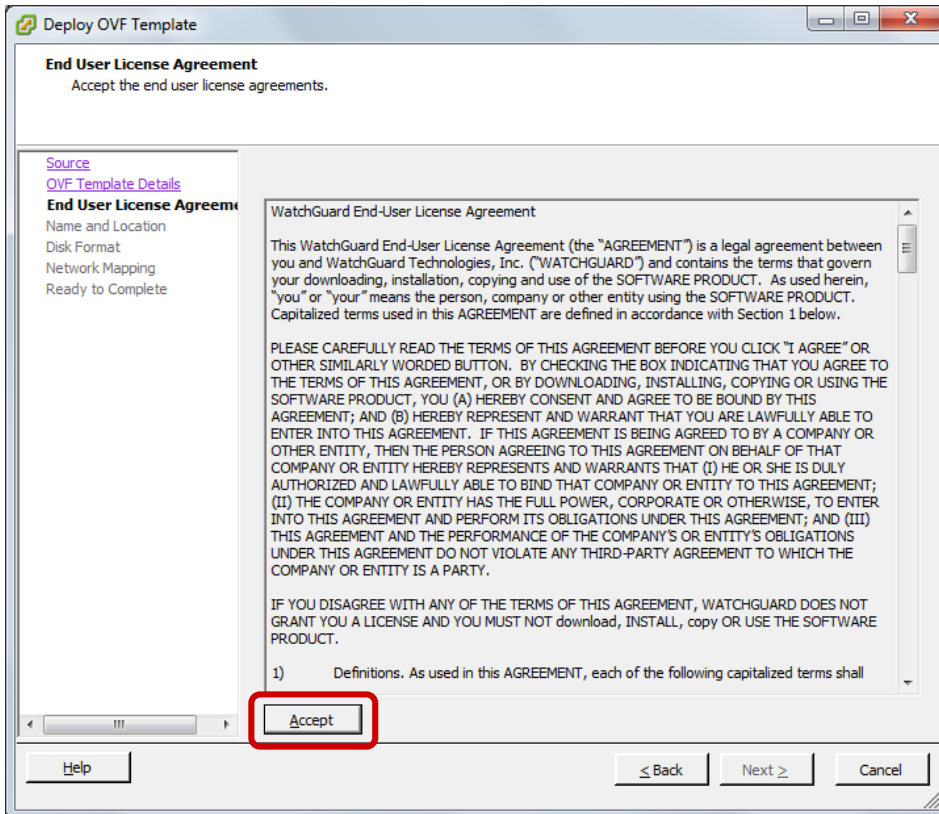 Deploy OVF Template
End User License Agreement
Accept the end user license agreements.
Source
OVF Template Details
End User License Agreeme
Name and Location
Disk Format
Network Mapping
Ready to Complete
WatchGuard End-User License Agreement
This WatchGuard End-User License Agreement (the “AGREEMENT”) is a legal agreement between
you and WatchGuard Technologies, Inc. (“WATCHGUARD”) and contains the terms that govern
your downloading, installation, copying and use of the SOFTWARE PRODUCT.  As used herein,
“you” or “your” means the person, company or other entity using the SOFTWARE PRODUCT.
Capitalized terms used in this AGREEMENT are defined in accordance with Section 1 below.
PLEASE CAREFULLY READ THE TERMS OF THIS AGREEMENT BEFORE YOU CLICK “I AGREE” OR
OTHER SIMILARLY WORDED BUTTON.  BY CHECKING THE BOX INDICATING THAT YOU AGREE TO
THE TERMS OF THIS AGREEMENT, OR BY DOWNLOADING, INSTALLING, COPYING OR USING THE
SOFTWARE PRODUCT, YOU (A) HEREBY CONSENT AND AGREE TO BE BOUND BY THIS
AGREEMENT; AND (B) HEREBY REPRESENT AND WARRANT THAT YOU ARE LAWFULLY ABLE TO
ENTER INTO THIS AGREEMENT.  IF THIS AGREEMENT IS BEING AGREED TO BY A COMPANY OR
OTHER ENTITY, THEN THE PERSON AGREEING TO THIS AGREEMENT ON BEHALF OF THAT
COMPANY OR ENTITY HEREBY REPRESENTS AND WARRANTS THAT (I) HE OR SHE IS DULY
AUTHORIZED AND LAWFULLY ABLE TO BIND THAT COMPANY OR ENTITY TO THIS AGREEMENT;
(II) THE COMPANY OR ENTITY HAS THE FULL POWER, CORPORATE OR OTHERWISE, TO ENTER
INTO THIS AGREEMENT AND PERFORM ITS OBLIGATIONS UNDER THIS AGREEMENT; AND (III)
THIS AGREEMENT AND THE PERFORMANCE OF THE COMPANY’S OR ENTITY’S OBLIGATIONS
UNDER THIS AGREEMENT DO NOT VIOLATE ANY THIRD-PARTY AGREEMENT TO WHICH THE
COMPANY OR ENTITY IS A PARTY.
IF YOU DISAGREE WITH ANY OF THE TERMS OF THIS AGREEMENT, WATCHGUARD DOES NOT
GRANT YOU A LICENSE AND YOU MUST NOT download, INSTALL, copy OR USE THE SOFTWARE
PRODUCT.
1) Definitions. As used in this AGREEMENT, each of the following capitalized terms shall
Accept
Help
< Back
Next >
Cancel